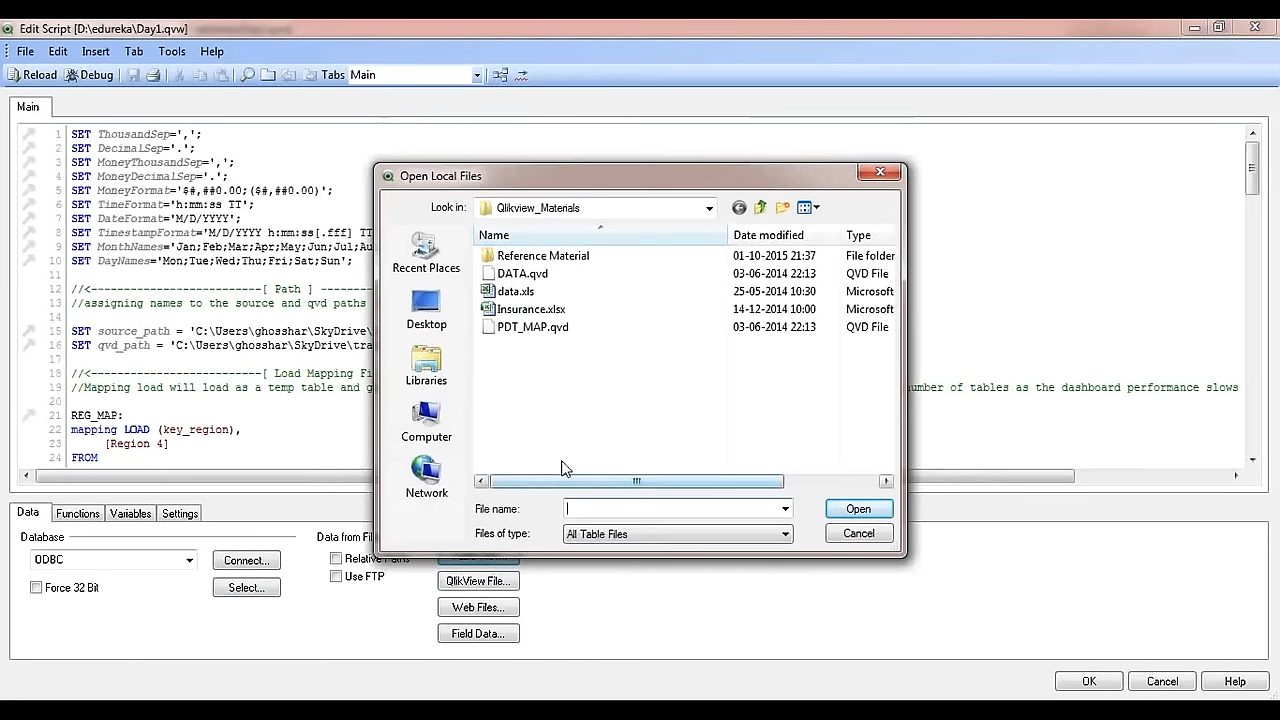 Edit Script [D:\edureka\Day1.qvw]
File Edit Insert Tab Tools Help
Reload Debug Tabs Main
Main
1 SET ThousandSep=',';
2 SET DecimalSep='.';
3 SET MoneyThousandSep=',';
4 SET MoneyDecimalSep='.';
5 SET MoneyFormat='$#,##0.00;($#,##0.00)';
6 SET TimeFormat='h:mm:ss TT';
7 SET DateFormat='M/D/YYYY';
8 SET TimestampFormat='M/D/YYYY h:mm:ss[.fff] TT
9 SET MonthNames='Jan;Feb;Mar;Apr;May;Jun;Jul;Au
10 SET DayNames='Mon;Tue;Wed;Thu;Fri;Sat;Sun';
11
12 //<------------------------[ Path ] -------
13 //assigning names to the source and qvd paths
14
15 SET source_path = 'C:\Users\ghosshar\SkyDrive\
16 SET qvd_path = 'C:\Users\ghosshar\SkyDrive\tra
17
18 //<------------------------[ Load Mapping Fi
19 //Mapping load will load as a temp table and g
umber of tables as the dashboard performance slows
20
21 REG_MAP:
22 mapping LOAD (key_region),
23 [Region 4]
24 FROM
Open Local Files
Look in: Qlikview_Materials
Name Date modified Type
Reference Material 01-10-2015 21:37 File folder
DATA.qvd 03-06-2014 22:13 QVD File
data.xls 25-05-2014 10:30 Microsoft
Insurance.xlsx 14-12-2014 10:00 Microsoft
PDT_MAP.qvd 03-06-2014 22:13 QVD File
Recent Places
Desktop
Libraries
Computer
Network
File name: Open
Files of type: All Table Files Cancel
Data Functions Variables Settings
Database
ODBC Connect...
Force 32 Bit Select...
Data from Fil
Relative Paths
Use FTP
QlikView File...
Web Files...
Field Data...
OK Cancel Help